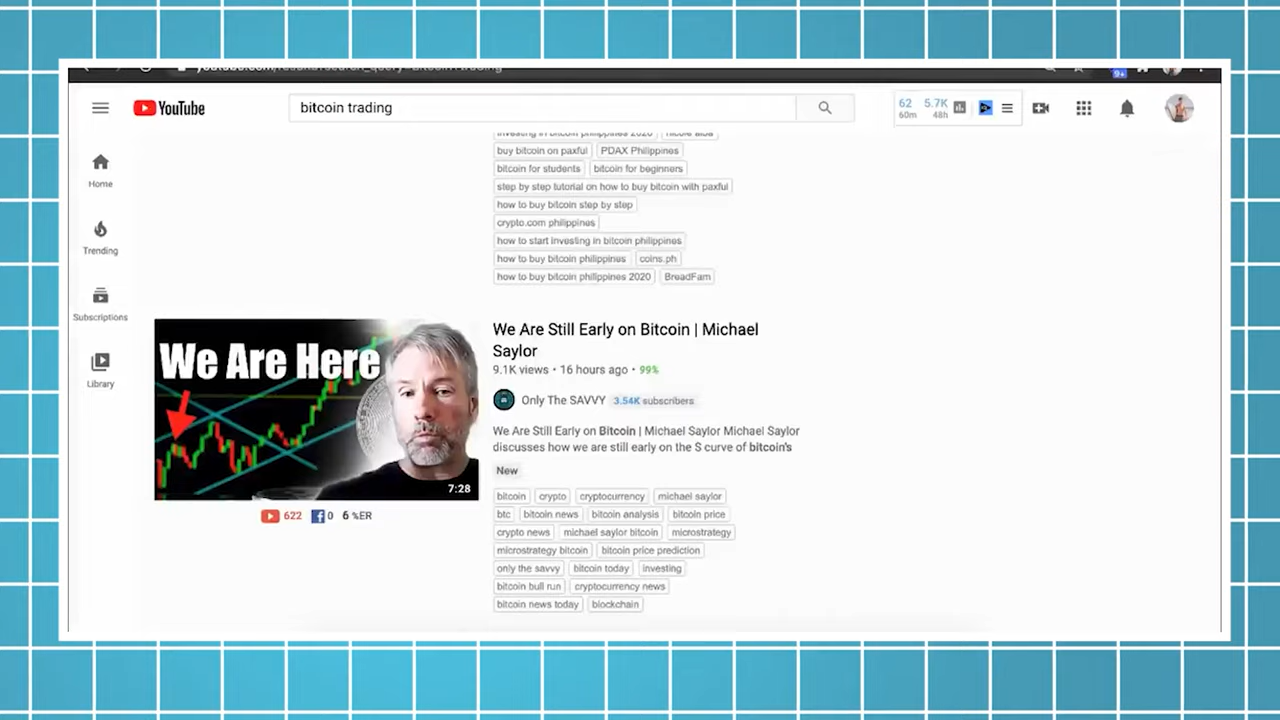 YouTube
bitcoin trading
62 5.7K
60m 48h
9+
Home
Trending
Subscriptions
Library
investing in bitcoin philippines 2020
buy bitcoin on paxful PDAX Philippines
bitcoin for students bitcoin for beginners
step by step tutorial on how to buy bitcoin with paxful
how to buy bitcoin step by step
crypto.com philippines
how to start investing in bitcoin philippines
how to buy bitcoin philippines coins.ph
how to buy bitcoin philippines 2020 BreadFam
We Are Here
7:28
622 0 6 %ER
We Are Still Early on Bitcoin | Michael
Saylor
9.1K views • 16 hours ago • 99%
Only The SAVVY 3.54K subscribers
We Are Still Early on Bitcoin | Michael Saylor Michael Saylor
discusses how we are still early on the S curve of bitcoin's
New
bitcoin crypto cryptocurrency michael saylor
btc bitcoin news bitcoin analysis bitcoin price
crypto news michael saylor bitcoin microstrategy
microstrategy bitcoin bitcoin price prediction
only the savvy bitcoin today investing
bitcoin bull run cryptocurrency news
bitcoin news today blockchain